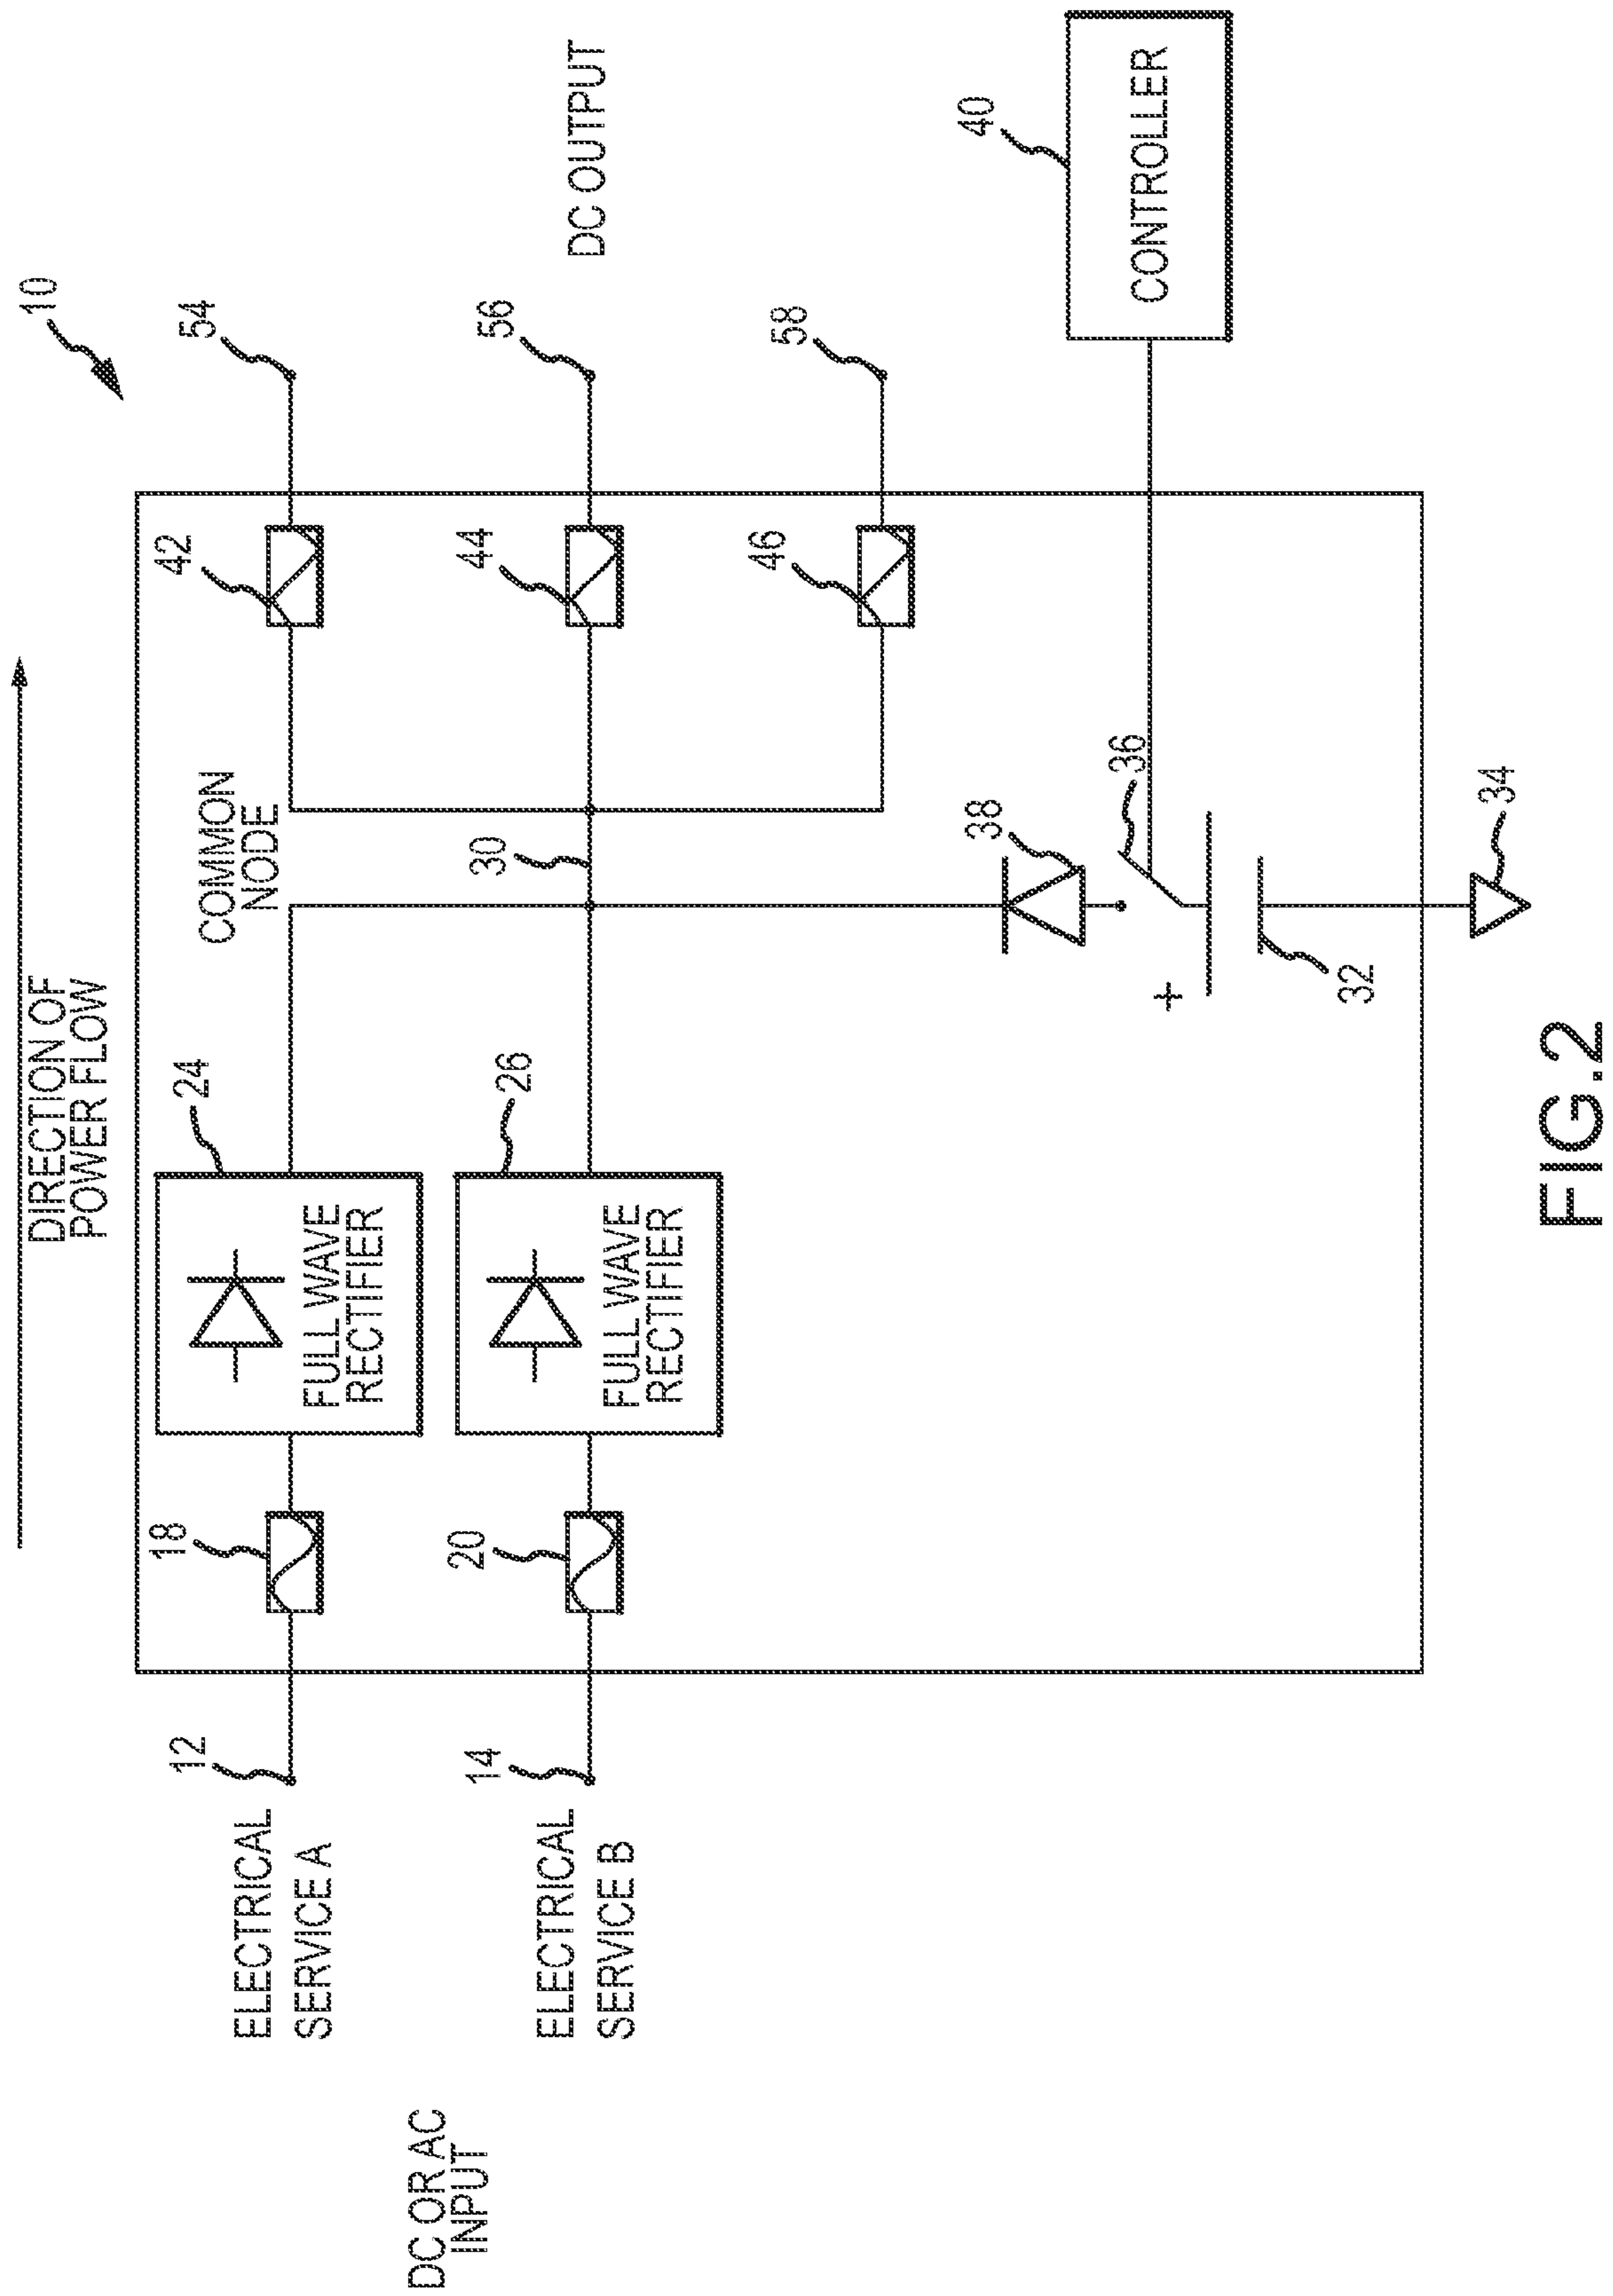 10
DIRECTION OF
POWER FLOW
COMMON
NODE
DC OUTPUT
DC OR AC
INPUT
ELECTRICAL
SERVICE A
12
18
24
FULL WAVE
RECTIFIER
42
54
ELECTRICAL
SERVICE B
14
20
26
FULL WAVE
RECTIFIER
30
44
56
46
58
38
36
+
32
34
40
CONTROLLER
FIG.2